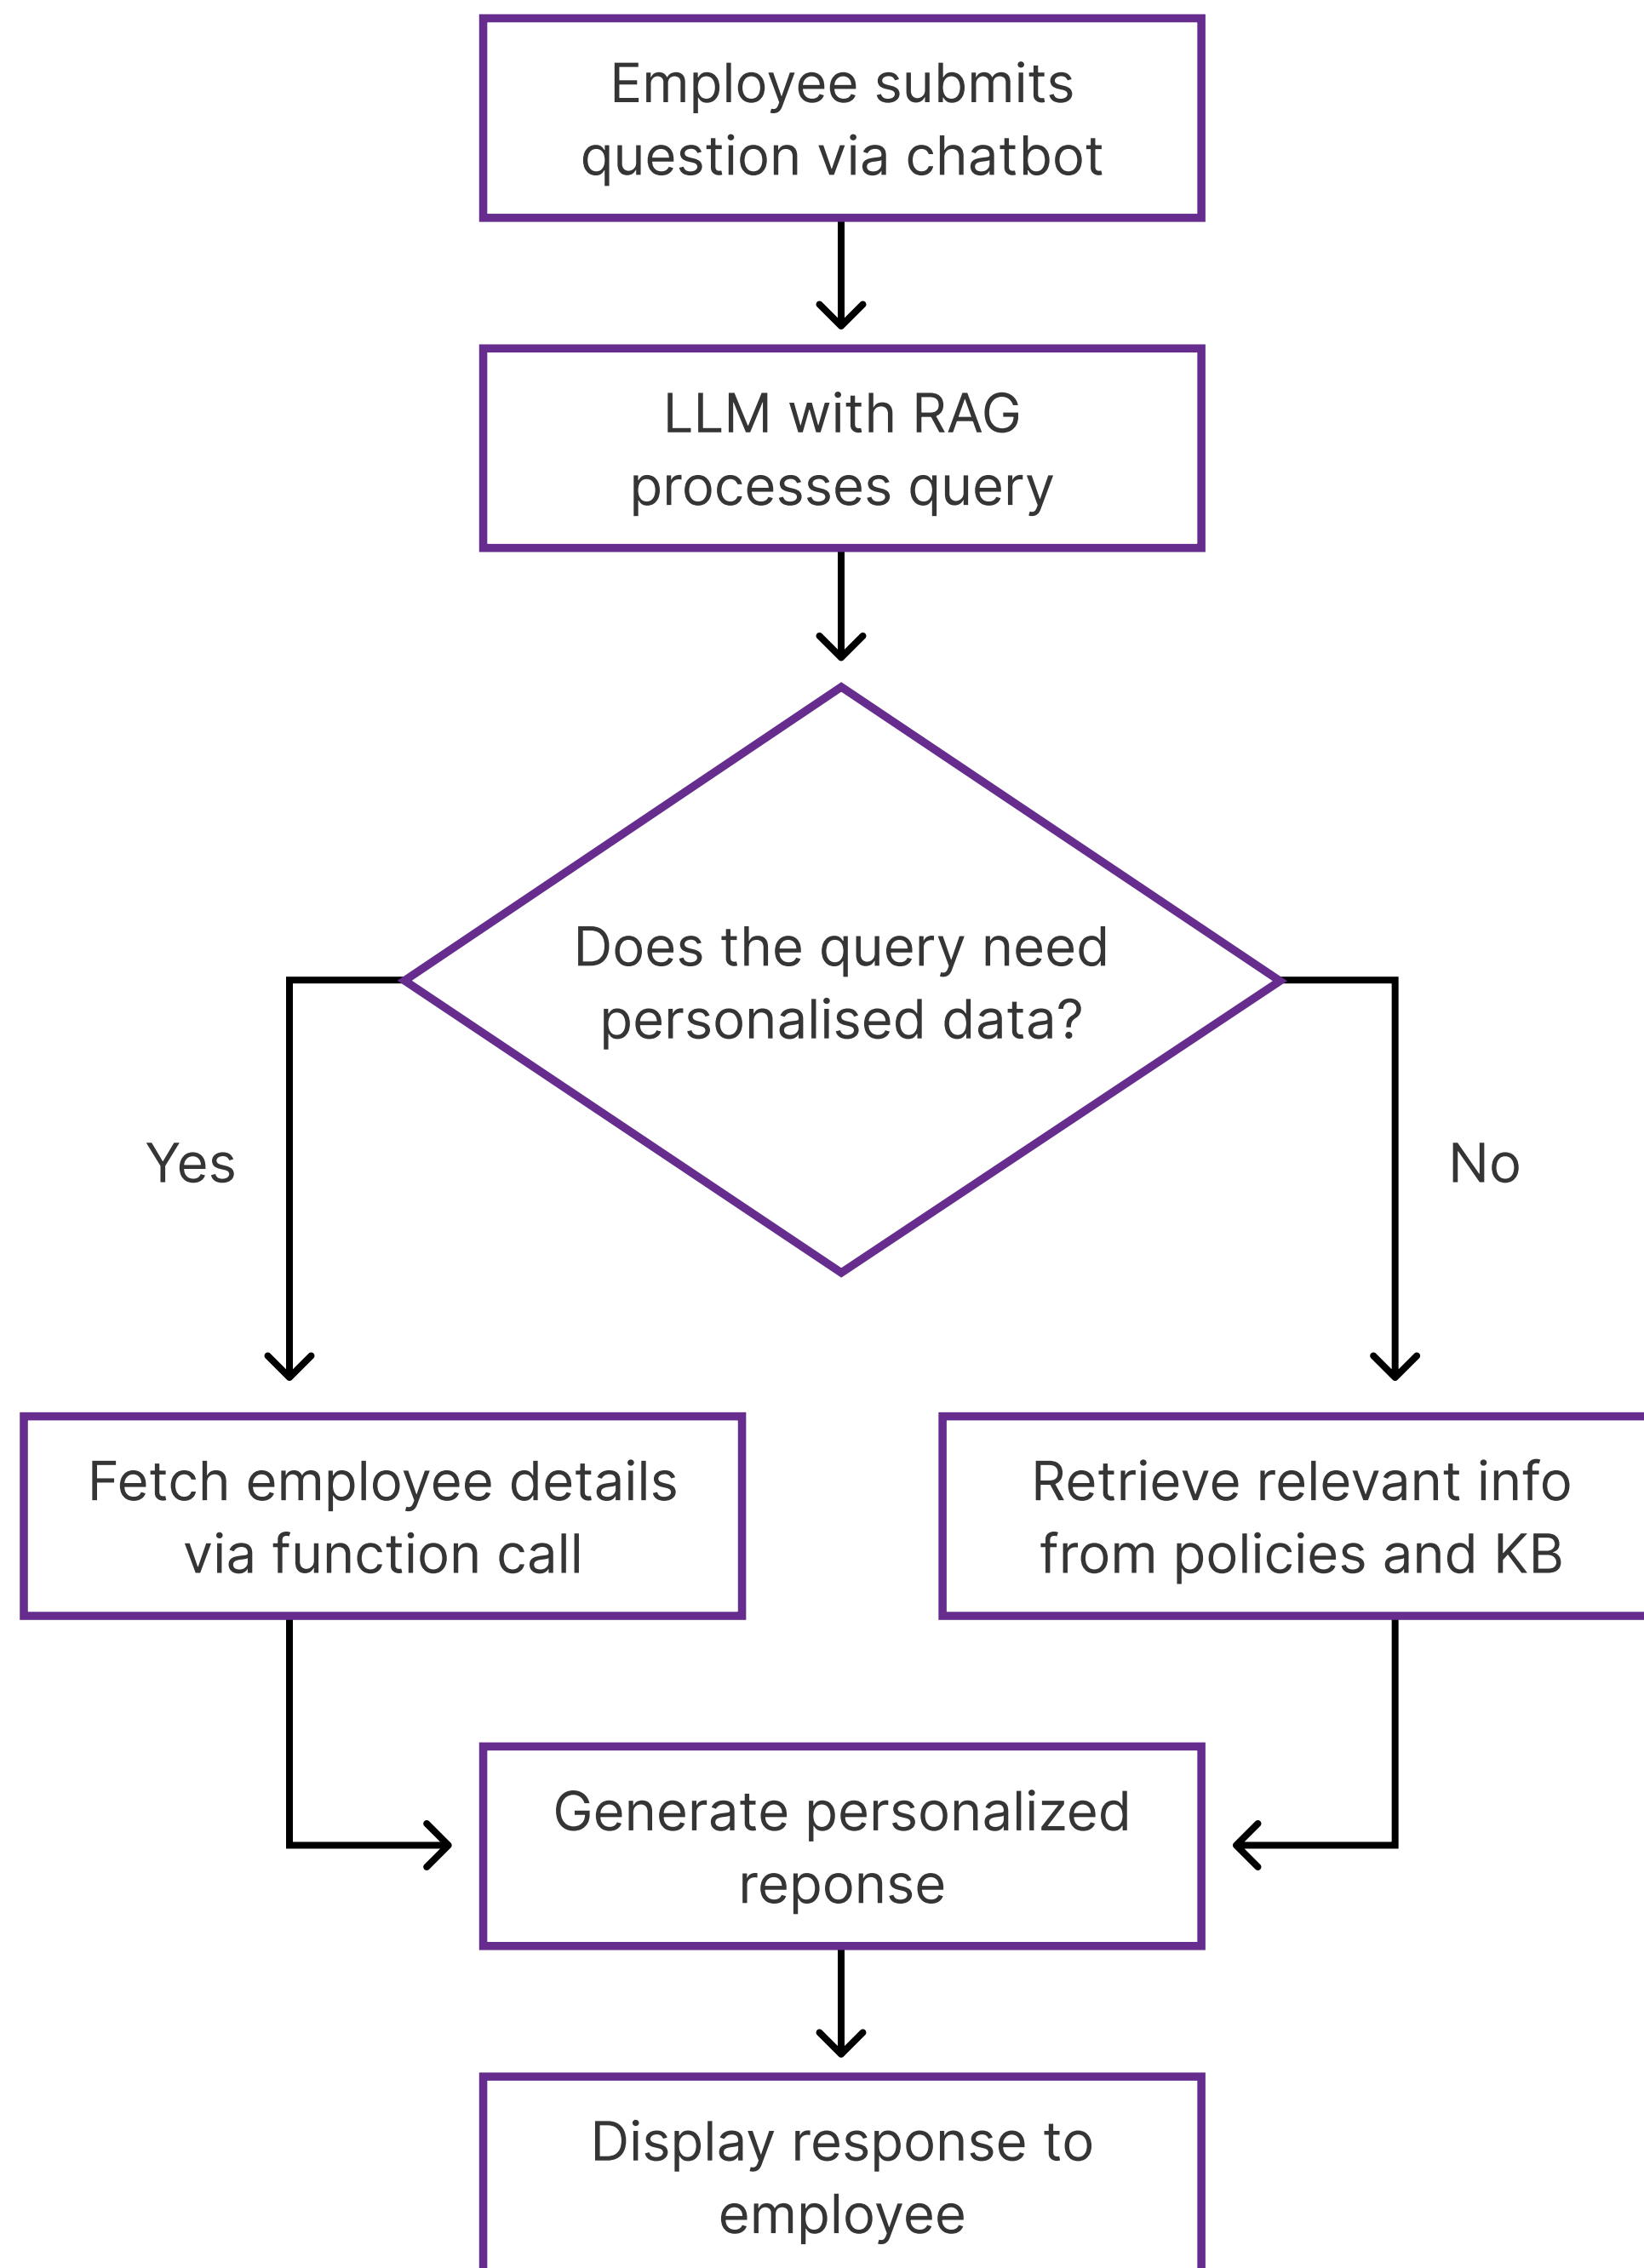 Employee submits
question via chatbot
LLM with RAG
processes query
Does the query need
personalised data?
Yes
No
Fetch employee details
via function call
Retrieve relevant info
from policies and KB
Generate personalized
reponse
Display response to
employee